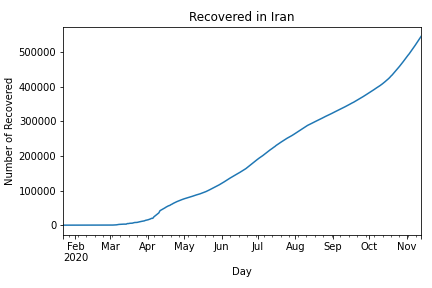 Recovered in Iran
Number of Recovered
500000
400000
300000
200000
100000
0
Feb Mar Apr May Jun Jul Aug Sep Oct Nov
2020
Day